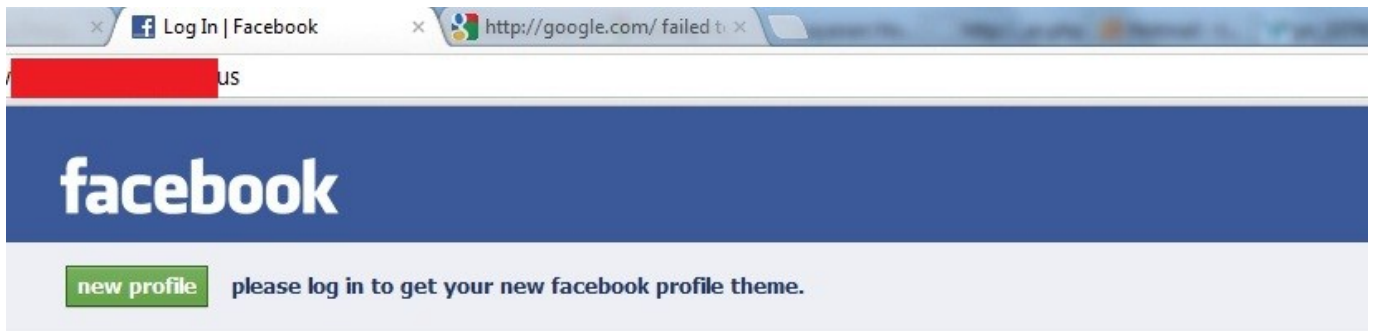 Log In | Facebook
http://google.com/ failed t
us
facebook
new profile please log in to get your new facebook profile theme.